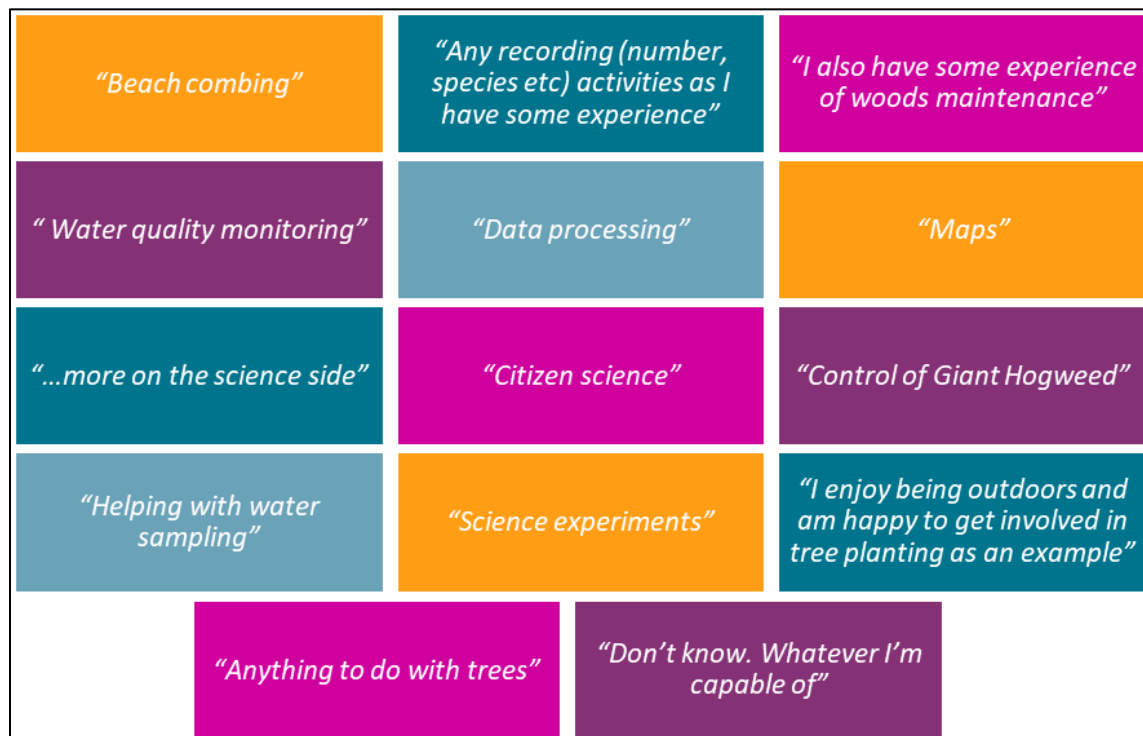 “Beach combing”
“Any recording (number,
species etc) activities as I
have some experience”
“I also have some experience
of woods maintenance”
“ Water quality monitoring”
“Data processing”
“Maps”
“…more on the science side”
“Citizen science”
“Control of Giant Hogweed”
“Helping with water
sampling”
“Science experiments”
“I enjoy being outdoors and
am happy to get involved in
tree planting as an example”
“Anything to do with trees”
“Don’t know. Whatever I’m
capable of”